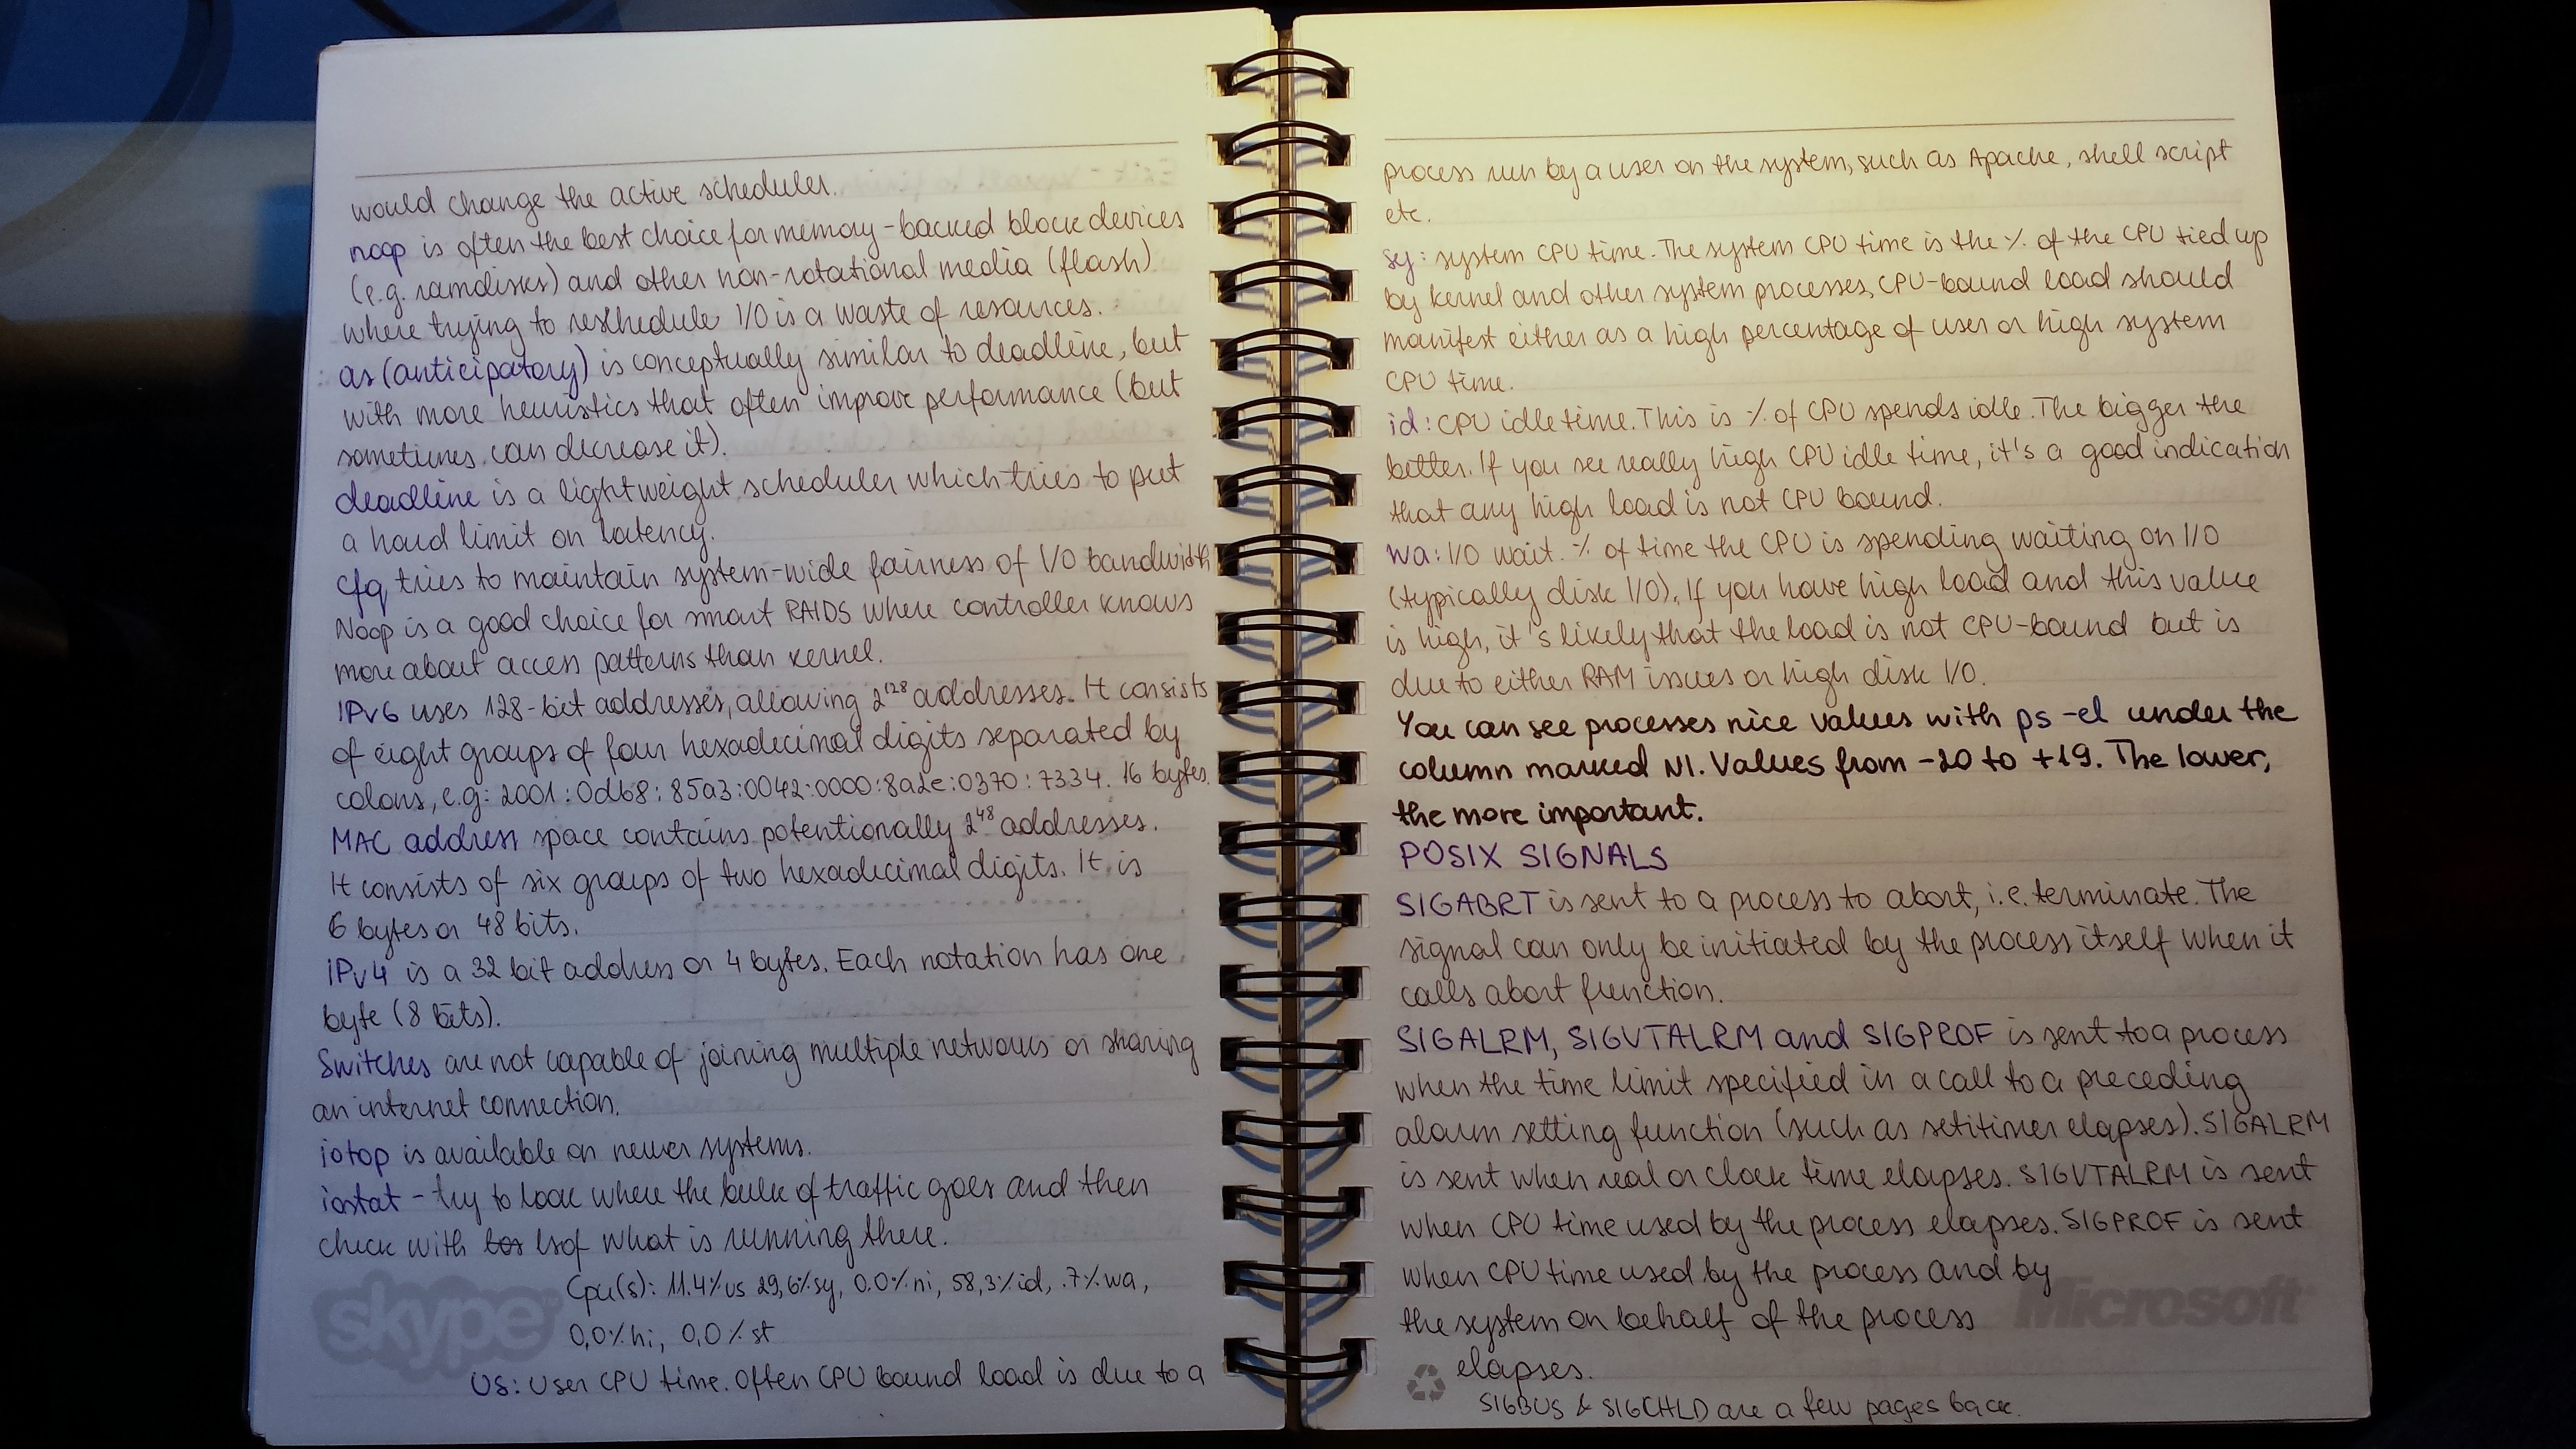 would change the active scheduler.
noop is often the best choice for memory-backed block devices
(e.g. ramdisks) and other non-rotational media (flash)
where trying to reschedule I/O is a waste of resources.
as (anticipatory) is conceptually similar to deadline, but
with more heuristics that often improve performance (but
sometimes can decrease it).
deadline is a lightweight scheduler which tries to put
a hard limit on latency.
cfq tries to maintain system-wide fairness of I/O bandwidth
Noop is a good choice for smart RAIDS where controller knows
more about access patterns than kernel.
IPv6 uses 128-bit addresses, allowing 2^128 addresses. It consists
of eight groups of four hexadecimal digits separated by
colons, e.g: 2001:0db8:85a3:0042:0000:8a2e:0370:7334. 16 bytes.
MAC address space contains potentionally 2^48 addresses.
It consists of six groups of two hexadecimal digits. It is
6 bytes or 48 bits.
IPv4 is a 32 bit address or 4 bytes. Each notation has one
byte (8 bits).
Switches are not capable of joining multiple networks or sharing
an internet connection.
iotop is available on newer systems.
iostat - try to look where the bulk of traffic goes and then
check with lsof what is running there.
Cpu(s): 11.4%us 29,6%sy, 0.0%ni, 58,3%id, .7%wa,
0,0%hi, 0,0%st
skype
US: User CPU time. Often CPU bound load is due to a
process run by a user on the system, such as Apache, shell script
etc.
sy: system CPU time. The system CPU time is the % of the CPU tied up
by kernel and other system processes, CPU-bound load should
manifest either as a high percentage of user or high system
CPU time.
id: CPU idle time. This is % of CPU spends idle. The bigger the
better. If you see really high CPU idle time, it's a good indication
that any high load is not CPU bound.
wa: I/O wait. % of time the CPU is spending waiting on I/O
(typically disk I/O). If you have high load and this value
is high, it's likely that the load is not CPU-bound but is
due to either RAM issues or high disk I/O.
You can see processes nice values with ps -el under the
column marked NI. Values from -20 to +19. The lower,
the more important.
POSIX SIGNALS
SIGABRT is sent to a process to abort, i.e. terminate. The
signal can only be initiated by the process itself when it
calls abort function.
SIGALRM, SIGVTALRM and SIGPROF is sent to a process
when the time limit specified in a call to a preceding
alarm setting function (such as setitimer elapses). SIGALRM
is sent when real or clock time elapses. SIGVTALRM is sent
when CPU time used by the process elapses. SIGPROF is sent
when CPU time used by the process and by
the system on behalf of the process
Microsoft
elapses.
SIGBUS & SIGCHLD are a few pages back.